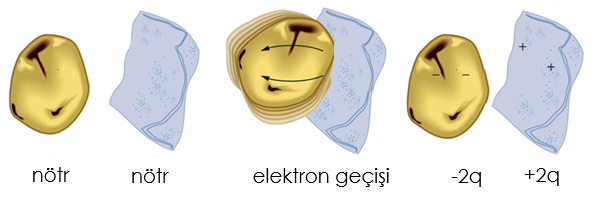 − − + +
nötr nötr elektron geçişi -2q +2q